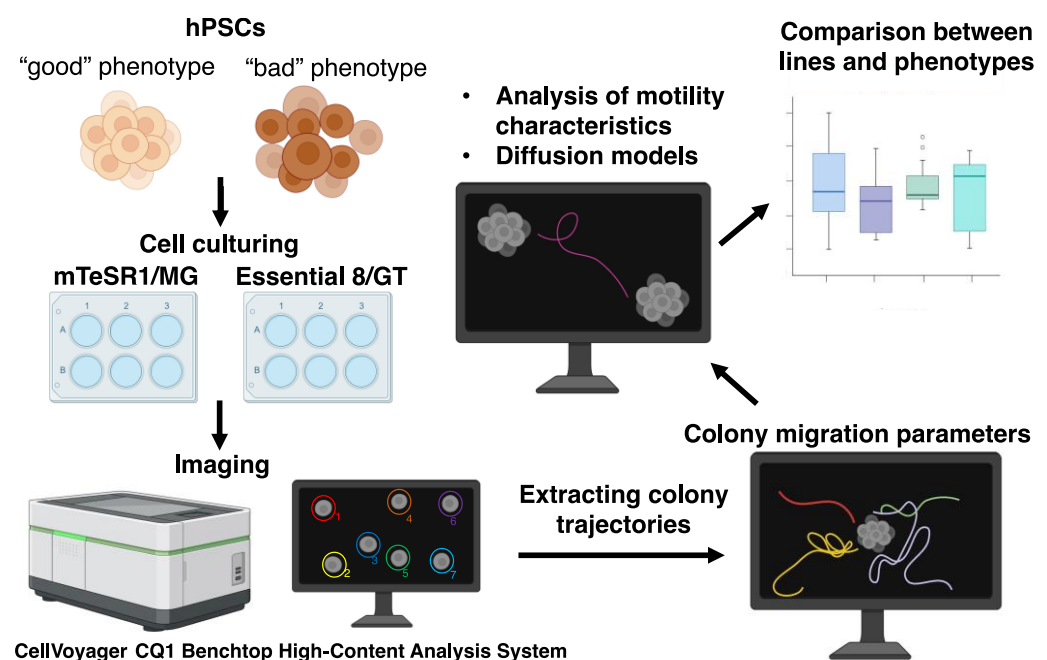 hPSCs
“good” phenotype “bad” phenotype
Cell culturing
mTeSR1/MG Essential 8/GT
1 2 3
A
B
1 2 3
A
B
Imaging
1
2
3
4
5
6
7
CellVoyager CQ1 Benchtop High-Content Analysis System
Extracting colony
trajectories
Colony migration parameters
• Analysis of motility
characteristics
• Diffusion models
Comparison between
lines and phenotypes